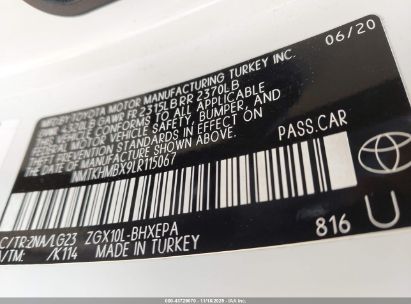 06/20
MFD BY TOYOTA MOTOR MANUFACTURING TURKEY INC.
GVWR 4520LB GAWR FR 2315LB RR 2370LB
THIS VEHICLE CONFORMS TO ALL APPLICABLE
FEDERAL MOTOR VEHICLE SAFETY, BUMPER, AND
THEFT PREVENTION STANDARDS IN EFFECT ON
THE DATE OF MANUFACTURE SHOWN ABOVE.
NMTKHMBX9LR115067
PASS.CAR
C/TR:2NA/LG23 ZGX10L-BHXEPA
/TM: /K114 MADE IN TURKEY
816 U